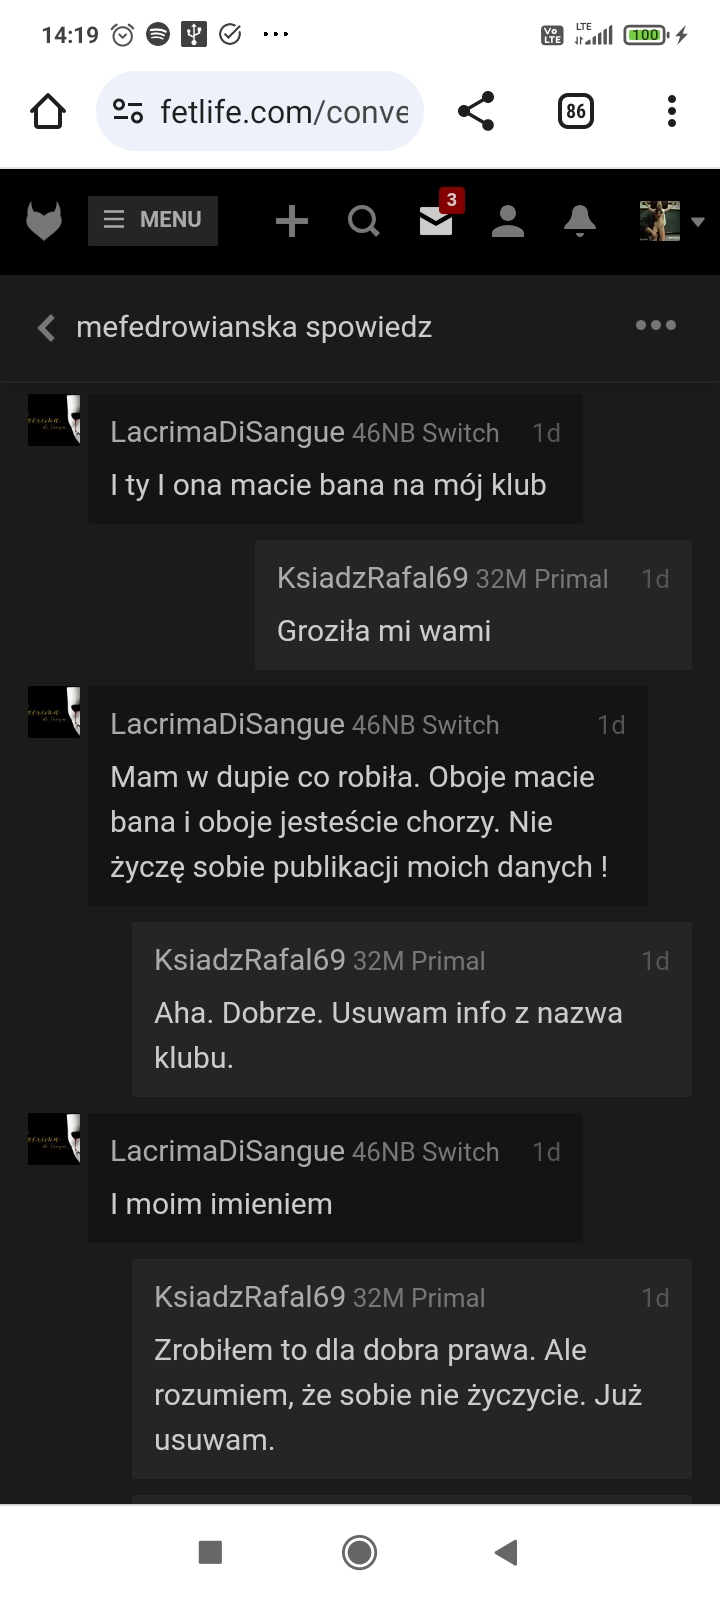 14:19
Vo LTE
LTE
100
fetlife.com/conve
86
MENU
3
mefedrowianska spowiedz
LacrimaDiSangue 46NB Switch 1d
I ty I ona macie bana na mój klub
KsiadzRafal69 32M Primal 1d
Groziła mi wami
LacrimaDiSangue 46NB Switch 1d
Mam w dupie co robiła. Oboje macie
bana i oboje jesteście chorzy. Nie
życzę sobie publikacji moich danych !
KsiadzRafal69 32M Primal 1d
Aha. Dobrze. Usuwam info z nazwa
klubu.
LacrimaDiSangue 46NB Switch 1d
I moim imieniem
KsiadzRafal69 32M Primal 1d
Zrobiłem to dla dobra prawa. Ale
rozumiem, że sobie nie życzycie. Już
usuwam.